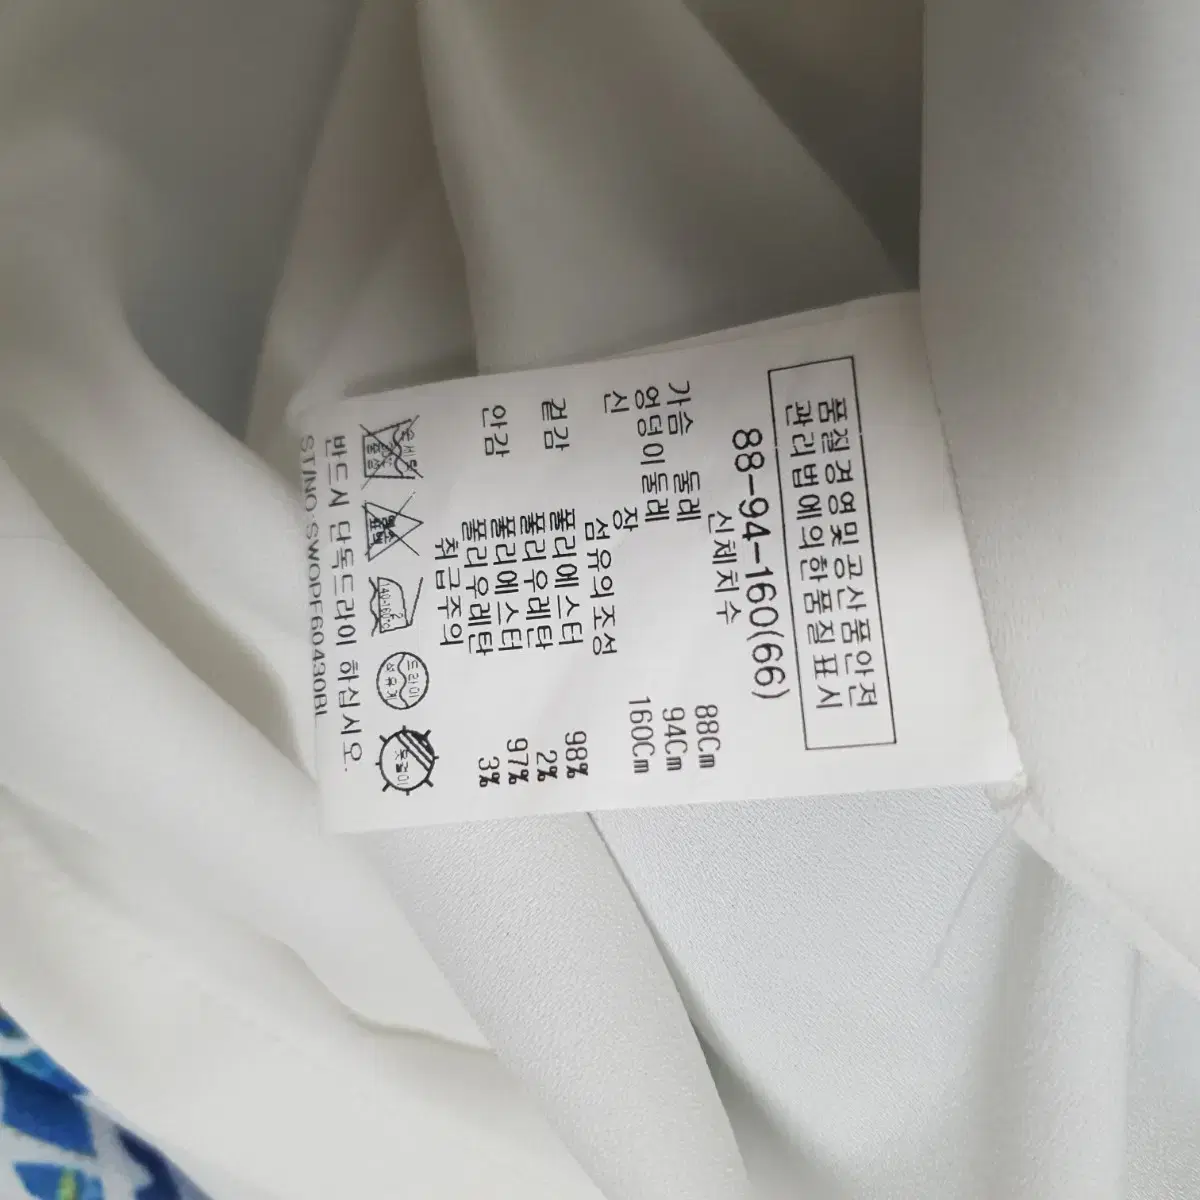 품질경영및공산품안전
관리법에의한품질표시
88-94-160(66)
신체치수
가슴 둘레 88Cm
엉덩이둘레 94Cm
신 장 160Cm
섬유의조성
겉감 폴리에스터 98%
폴리우레탄 2%
안감 폴리에스터 97%
폴리우레탄 3%
취급주의
드라이
반드시 단독드라이 하십시오.
ST/NO SWOPF60430BL